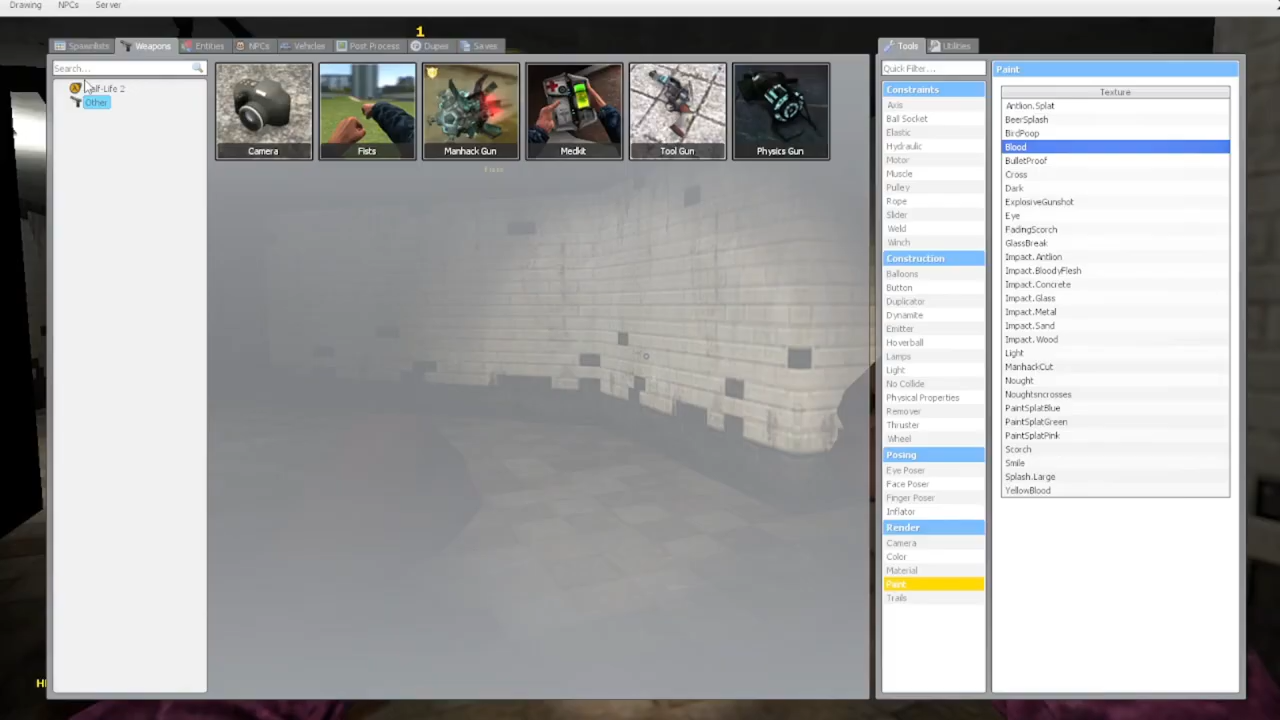 Drawing NPCs Server
1
Spawnlists Weapons Entities NPCs Vehicles Post Process Dupes Saves
Search...
Half-Life 2
Other
Camera Fists Manhack Gun Medkit Tool Gun Physics Gun
Fists
Tools Utilities
Quick Filter...
Constraints
Axis
Ball Socket
Elastic
Hydraulic
Motor
Muscle
Pulley
Rope
Slider
Weld
Winch
Construction
Balloons
Button
Duplicator
Dynamite
Emitter
Hoverball
Lamps
Light
No Collide
Physical Properties
Remover
Thruster
Wheel
Posing
Eye Poser
Face Poser
Finger Poser
Inflator
Render
Camera
Color
Material
Paint
Trails
Paint
Texture
Antlion.Splat
BeerSplash
BirdPoop
Blood
BulletProof
Cross
Dark
ExplosiveGunshot
Eye
FadingScorch
GlassBreak
Impact.Antlion
Impact.BloodyFlesh
Impact.Concrete
Impact.Glass
Impact.Metal
Impact.Sand
Impact.Wood
Light
ManhackCut
Nought
Noughtsncrosses
PaintSplatBlue
PaintSplatGreen
PaintSplatPink
Scorch
Smile
Splash.Large
YellowBlood